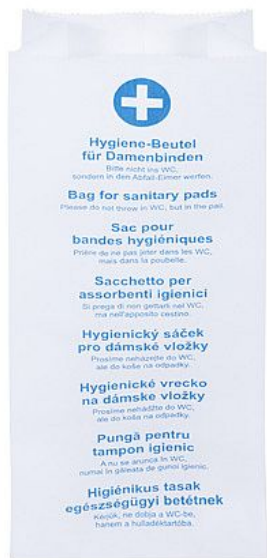 Hygiene-Beutel
für Damenbinden
Bitte nicht ins WC,
sondern in den Abfall-Eimer werfen.
Bag for sanitary pads
Please do not throw in WC, but in the pail.
Sac pour
bandes hygiéniques
Prière de ne pas jeter dans les WC,
mais dans la poubelle.
Sacchetto per
assorbenti igienici
Si prega di non gettarli nel WC,
ma nell'apposito cestino.
Hygienický sáček
pro dámské vložky
Prosíme neházejte do WC,
ale do koše na odpadky.
Hygienické vrecko
na dámske vložky
Prosíme nehádžte do WC,
ale do koša na odpadky.
Pungă pentru
tampon igienic
A nu se arunca în WC,
numai în găleata de gunoi igienic.
Higiénikus tasak
egészségügyi betétnek
Kérjük, ne dobja a WC-be,
hanem a hulladéktartóba.